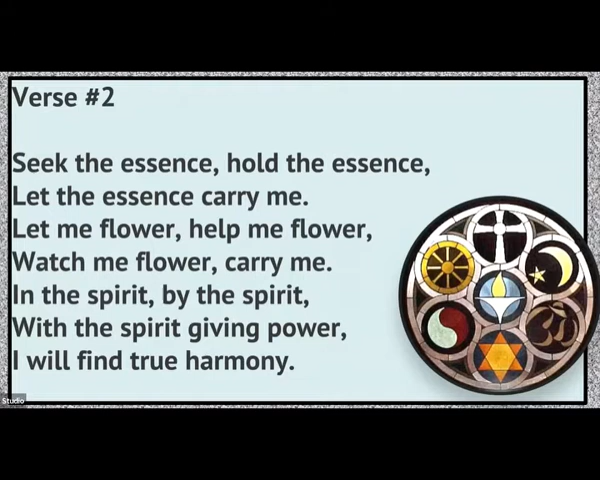 Verse #2
Seek the essence, hold the essence,
Let the essence carry me.
Let me flower, help me flower,
Watch me flower, carry me.
In the spirit, by the spirit,
With the spirit giving power,
I will find true harmony.
Studio